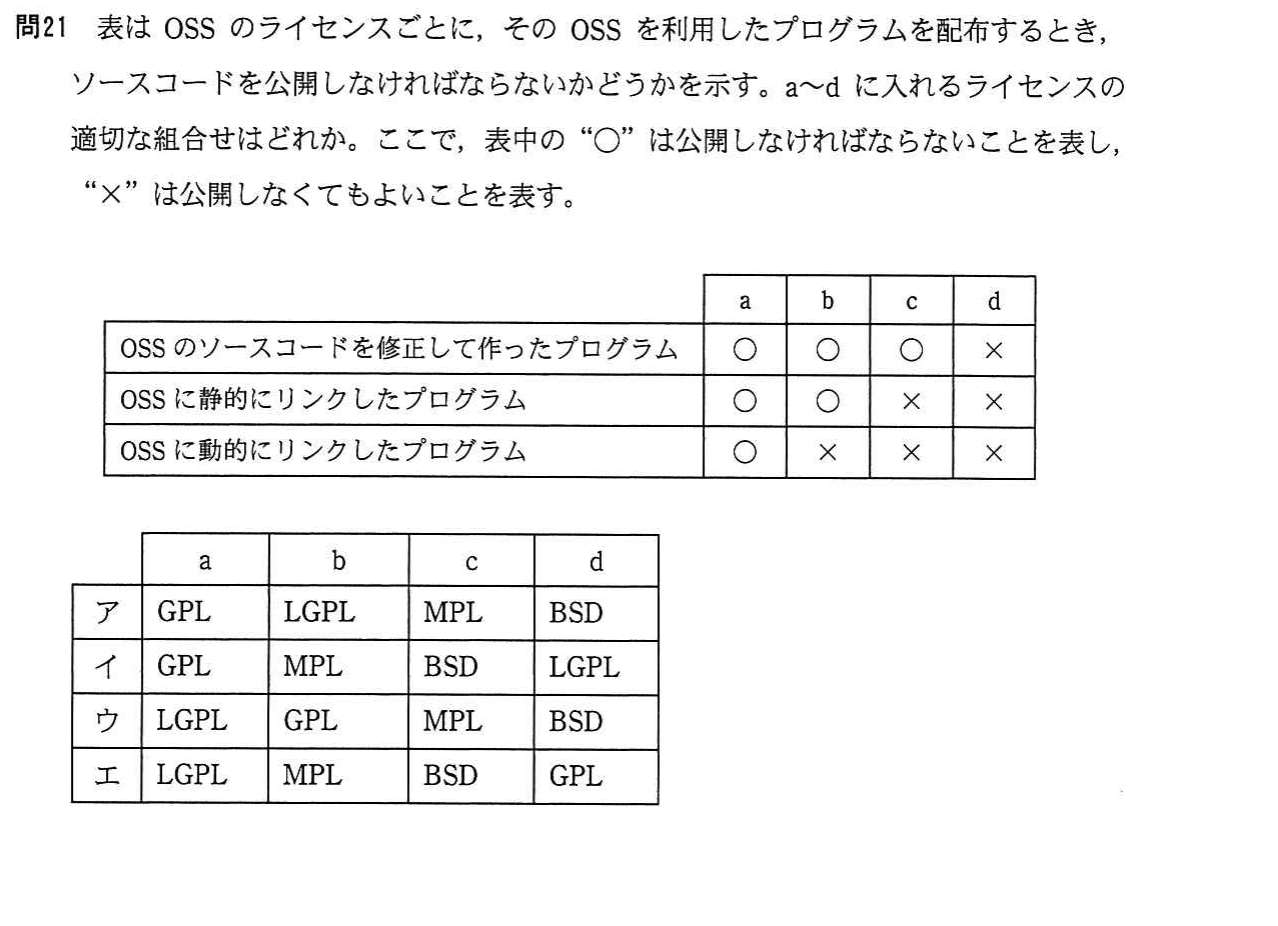 問21 表は OSS のライセンスごとに，その OSS を利用したプログラムを配布するとき，
ソースコードを公開しなければならないかどうかを示す。a～d に入れるライセンスの
適切な組合せはどれか。ここで，表中の “○” は公開しなければならないことを表し，
“×” は公開しなくてもよいことを表す。
a b c d
OSS のソースコードを修正して作ったプログラム ○ ○ ○ ×
OSS に静的にリンクしたプログラム ○ ○ × ×
OSS に動的にリンクしたプログラム ○ × × ×
a b c d
ア GPL LGPL MPL BSD
イ GPL MPL BSD LGPL
ウ LGPL GPL MPL BSD
エ LGPL MPL BSD GPL